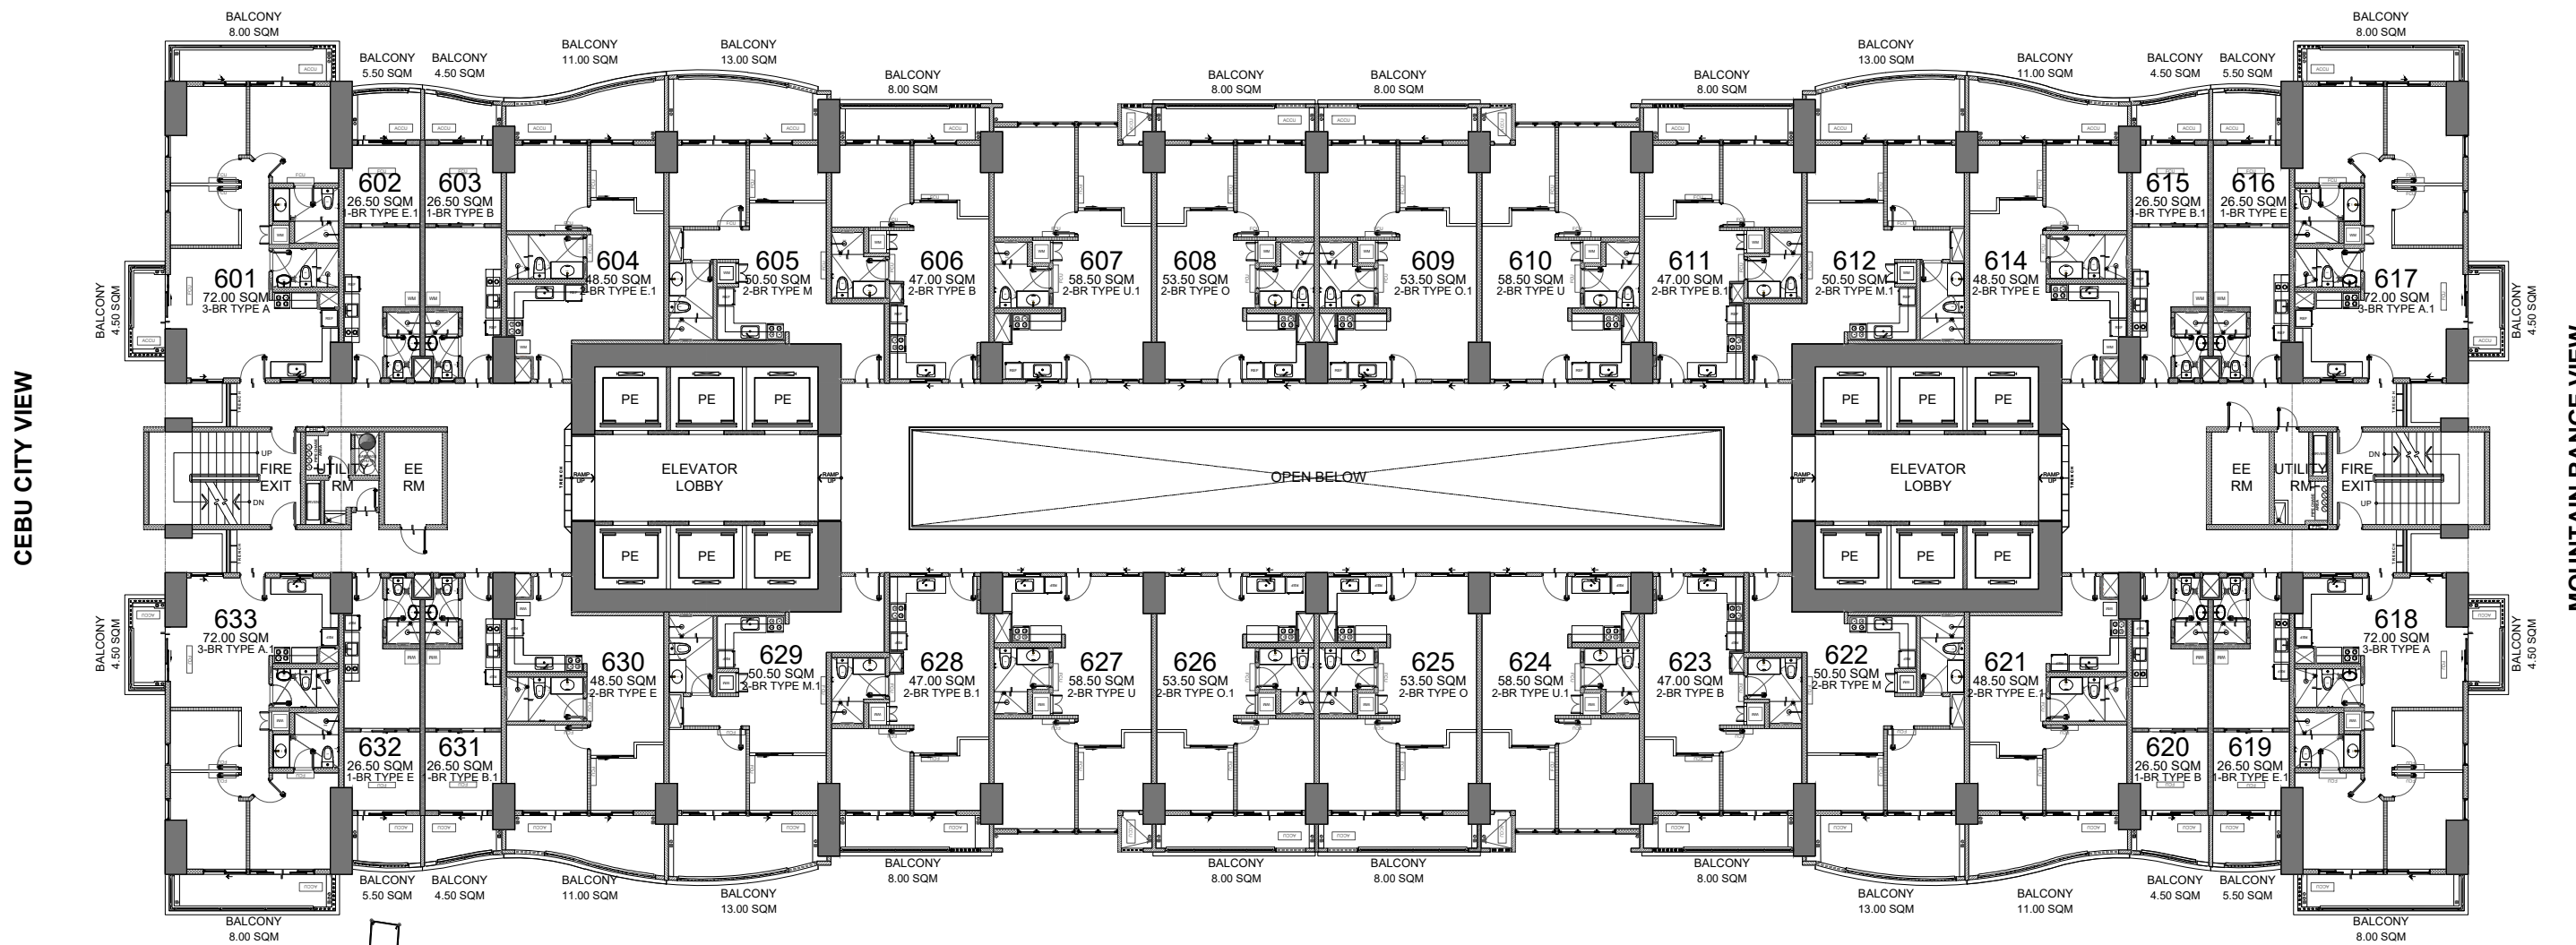 BALCONY
8.00 SQM
BALCONY
5.50 SQM
BALCONY
4.50 SQM
BALCONY
11.00 SQM
BALCONY
13.00 SQM
BALCONY
8.00 SQM
BALCONY
8.00 SQM
BALCONY
8.00 SQM
BALCONY
8.00 SQM
BALCONY
13.00 SQM
BALCONY
11.00 SQM
BALCONY
4.50 SQM
BALCONY
5.50 SQM
BALCONY
8.00 SQM
601
72.00 SQM
3-BR TYPE A
602
26.50 SQM
1-BR TYPE E.1
603
26.50 SQM
1-BR TYPE B
604
48.50 SQM
2-BR TYPE E.1
605
50.50 SQM
2-BR TYPE M
606
47.00 SQM
2-BR TYPE B
607
58.50 SQM
2-BR TYPE U.1
608
53.50 SQM
2-BR TYPE O
609
53.50 SQM
2-BR TYPE O.1
610
58.50 SQM
2-BR TYPE U
611
47.00 SQM
2-BR TYPE B.1
612
50.50 SQM
2-BR TYPE M.1
614
48.50 SQM
2-BR TYPE E
615
26.50 SQM
1-BR TYPE B.1
616
26.50 SQM
1-BR TYPE E
617
72.00 SQM
3-BR TYPE A.1
BALCONY
4.50 SQM
BALCONY
4.50 SQM
CEBU CITY VIEW
MOUNTAIN RANGE VIEW
PE
PE
PE
PE
PE
PE
UP
DN
FIRE
EXIT
UTILITY
RM
EE
RM
RAMP
UP
ELEVATOR
LOBBY
RAMP
UP
OPEN BELOW
RAMP
UP
ELEVATOR
LOBBY
RAMP
UP
EE
RM
UTILITY
RM
FIRE
EXIT
DN
UP
TRENCH
TRENCH
TRENCH
TRENCH
TRENCH
TRENCH
PE
PE
PE
PE
PE
PE
BALCONY
4.50 SQM
BALCONY
4.50 SQM
633
72.00 SQM
3-BR TYPE A.1
632
26.50 SQM
1-BR TYPE E
631
26.50 SQM
1-BR TYPE B.1
630
48.50 SQM
2-BR TYPE E
629
50.50 SQM
2-BR TYPE M.1
628
47.00 SQM
2-BR TYPE B.1
627
58.50 SQM
2-BR TYPE U
626
53.50 SQM
2-BR TYPE O.1
625
53.50 SQM
2-BR TYPE O
624
58.50 SQM
2-BR TYPE U.1
623
47.00 SQM
2-BR TYPE B
622
50.50 SQM
2-BR TYPE M
621
48.50 SQM
2-BR TYPE E.1
620
26.50 SQM
1-BR TYPE B
619
26.50 SQM
1-BR TYPE E.1
618
72.00 SQM
3-BR TYPE A
BALCONY
8.00 SQM
BALCONY
5.50 SQM
BALCONY
4.50 SQM
BALCONY
11.00 SQM
BALCONY
13.00 SQM
BALCONY
8.00 SQM
BALCONY
8.00 SQM
BALCONY
8.00 SQM
BALCONY
8.00 SQM
BALCONY
13.00 SQM
BALCONY
11.00 SQM
BALCONY
4.50 SQM
BALCONY
5.50 SQM
BALCONY
8.00 SQM